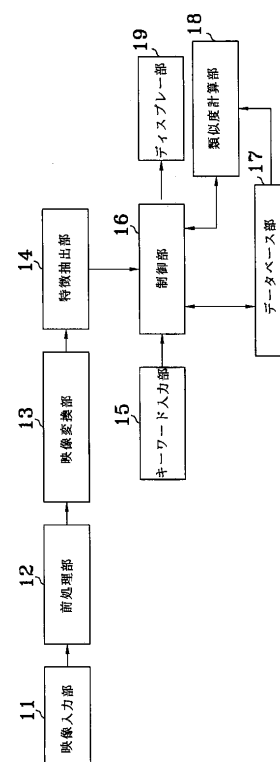 11
映像入力部
12
前処理部
13
映像変換部
14
特徴抽出部
15
キーワード入力部
16
制御部
17
データベース部
18
類似度計算部
19
ディスプレー部